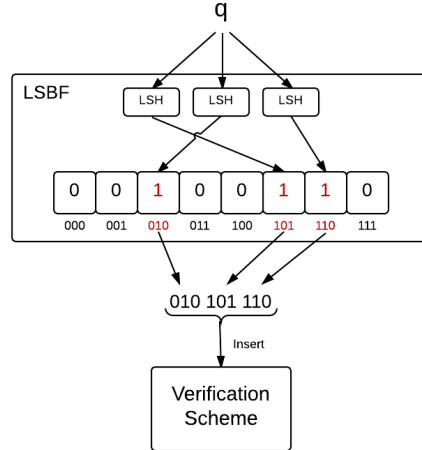 q
LSBF
LSH LSH LSH
0 0 1 0 0 1 1 0
000 001 010 011 100 101 110 111
010 101 110
Insert
Verification
Scheme